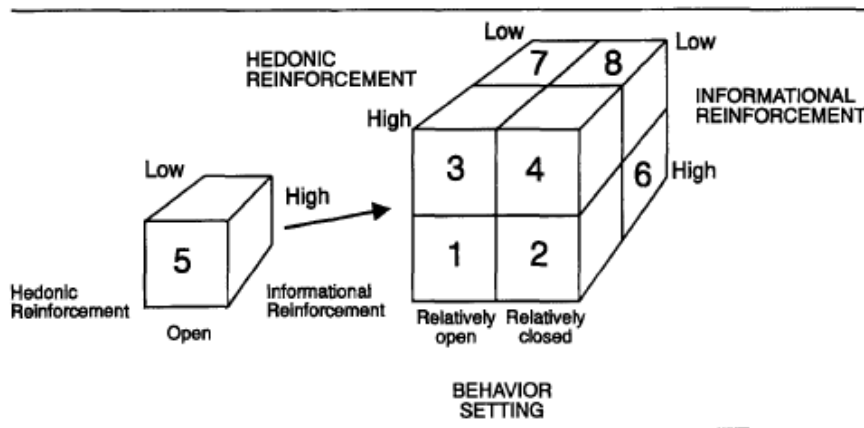 HEDONIC
REINFORCEMENT
Low
Low
7
8
INFORMATIONAL
REINFORCEMENT
High
3
4
6
High
Low
High
5
1
2
Hedonic
Reinforcement
Informational
Reinforcement
Open
Relatively
open
Relatively
closed
BEHAVIOR
SETTING